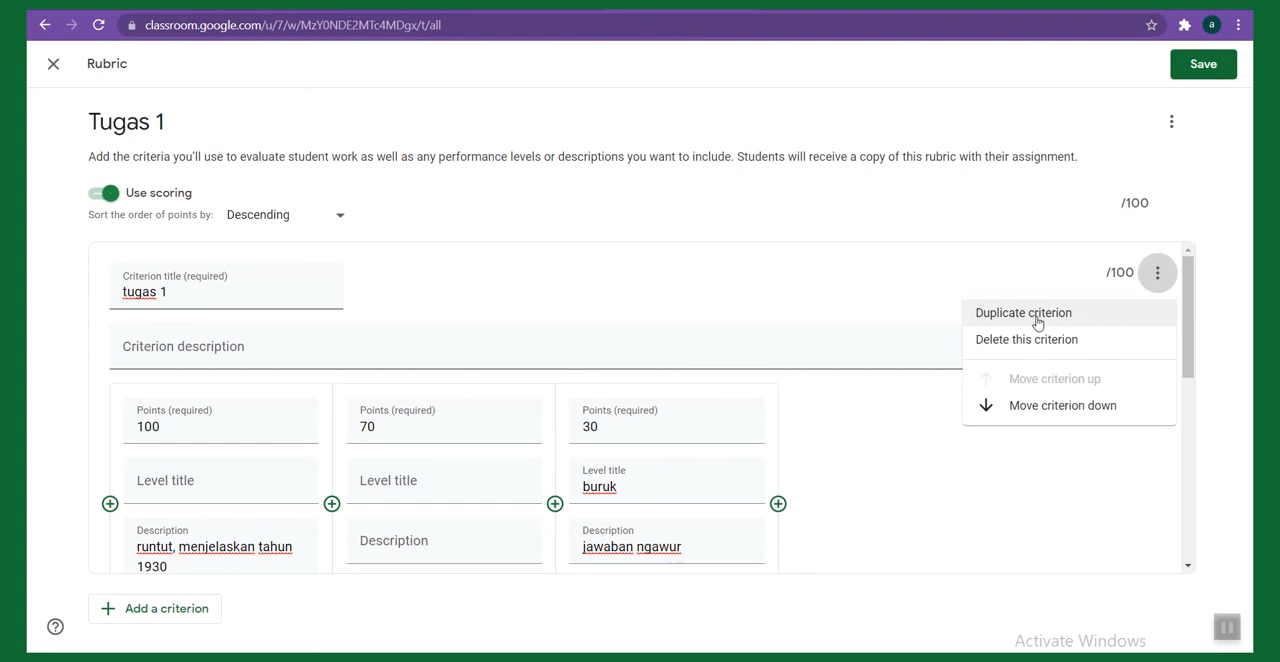 classroom.google.com/u/7/w/MzY0NDE2MTc4MDgx/t/all
a
Rubric
Save
Tugas 1
Add the criteria you'll use to evaluate student work as well as any performance levels or descriptions you want to include. Students will receive a copy of this rubric with their assignment.
Use scoring
Sort the order of points by: Descending
/100
Criterion title (required)
tugas 1
/100
Duplicate criterion
Delete this criterion
Move criterion up
Move criterion down
Criterion description
Points (required) Points (required) Points (required)
100 70 30
Level title Level title Level title
buruk
Description Description Description
runtut, menjelaskan tahun jawaban ngawur
1930
Add a criterion
Activate Windows